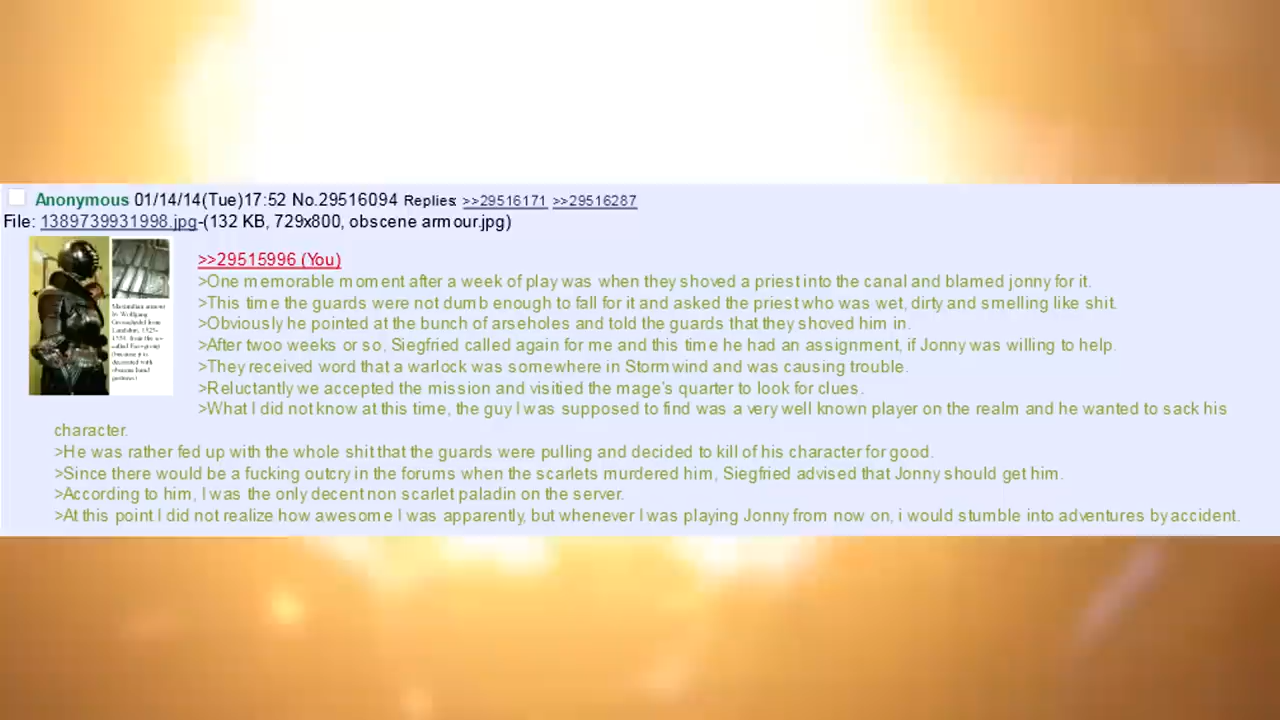 Anonymous 01/14/14(Tue)17:52 No.29516094 Replies: >>29516171 >>29516287
File: 1389739931998.jpg-(132 KB, 729x800, obscene armour.jpg)
>>29515996 (You)
>One memorable moment after a week of play was when they shoved a priest into the canal and blamed jonny for it.
>This time the guards were not dumb enough to fall for it and asked the priest who was wet, dirty and smelling like shit.
>Obviously he pointed at the bunch of arseholes and told the guards that they shoved him in.
>After twoo weeks or so, Siegfried called again for me and this time he had an assignment, if Jonny was willing to help.
>They received word that a warlock was somewhere in Stormwind and was causing trouble.
>Reluctantly we accepted the mission and visitied the mage's quarter to look for clues.
>What I did not know at this time, the guy I was supposed to find was a very well known player on the realm and he wanted to sack his
character.
>He was rather fed up with the whole shit that the guards were pulling and decided to kill of his character for good.
>Since there would be a fucking outcry in the forums when the scarlets murdered him, Siegfried advised that Jonny should get him.
>According to him, I was the only decent non scarlet paladin on the server.
>At this point I did not realize how awesome I was apparently, but whenever I was playing Jonny from now on, i would stumble into adventures by accident.
Maximilian armour
by Wolfgang